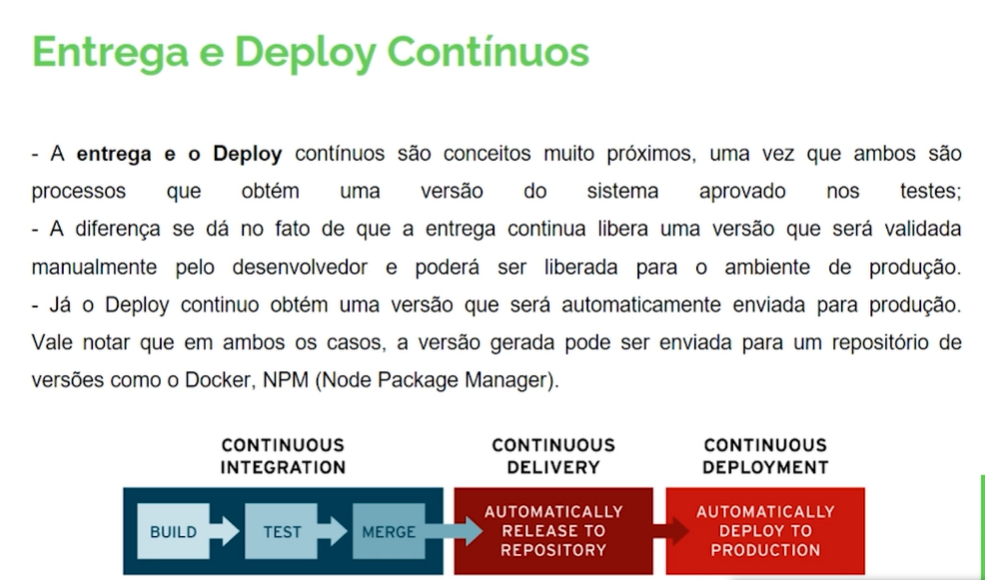 Entrega e Deploy Contínuos
- A entrega e o Deploy contínuos são conceitos muito próximos, uma vez que ambos são
processos que obtém uma versão do sistema aprovado nos testes;
- A diferença se dá no fato de que a entrega continua libera uma versão que será validada
manualmente pelo desenvolvedor e poderá ser liberada para o ambiente de produção.
- Já o Deploy continuo obtém uma versão que será automaticamente enviada para produção.
Vale notar que em ambos os casos, a versão gerada pode ser enviada para um repositório de
versões como o Docker, NPM (Node Package Manager).
CONTINUOUS
INTEGRATION
BUILD
TEST
MERGE
CONTINUOUS
DELIVERY
AUTOMATICALLY
RELEASE TO
REPOSITORY
CONTINUOUS
DEPLOYMENT
AUTOMATICALLY
DEPLOY TO
PRODUCTION